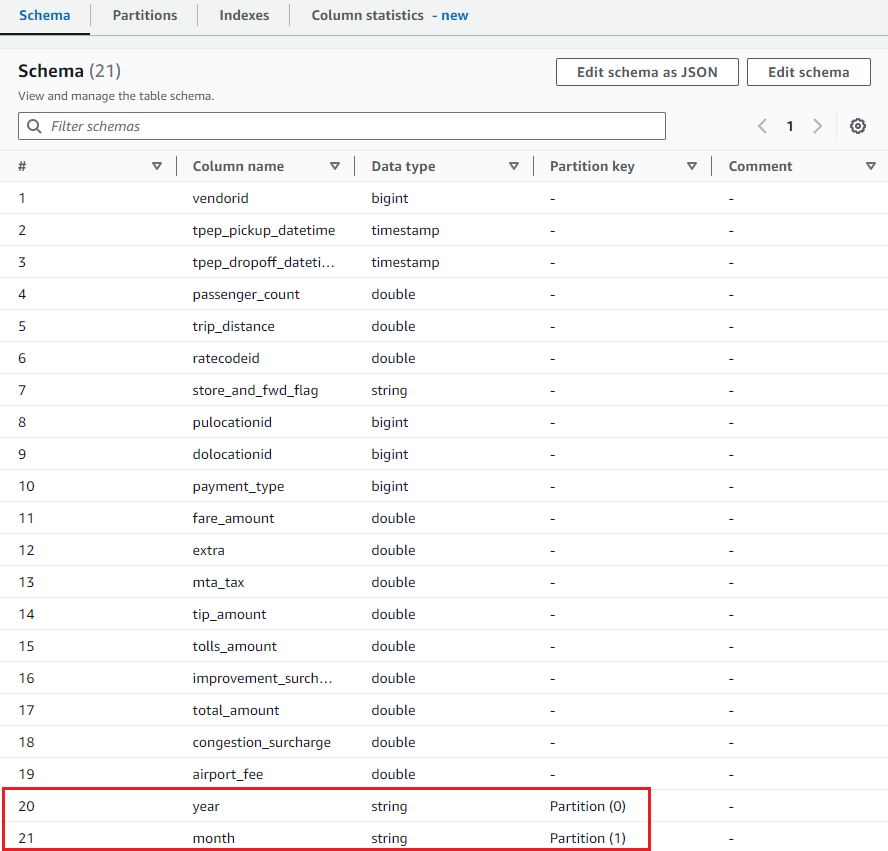 Schema Partitions Indexes Column statistics - new
Schema (21) Edit schema as JSON Edit schema
View and manage the table schema.
Filter schemas 1
# Column name Data type Partition key Comment
1 vendorid bigint - -
2 tpep_pickup_datetime timestamp - -
3 tpep_dropoff_dateti... timestamp - -
4 passenger_count double - -
5 trip_distance double - -
6 ratecodeid double - -
7 store_and_fwd_flag string - -
8 pulocationid bigint - -
9 dolocationid bigint - -
10 payment_type bigint - -
11 fare_amount double - -
12 extra double - -
13 mta_tax double - -
14 tip_amount double - -
15 tolls_amount double - -
16 improvement_surch... double - -
17 total_amount double - -
18 congestion_surcharge double - -
19 airport_fee double - -
20 year string Partition (0) -
21 month string Partition (1) -